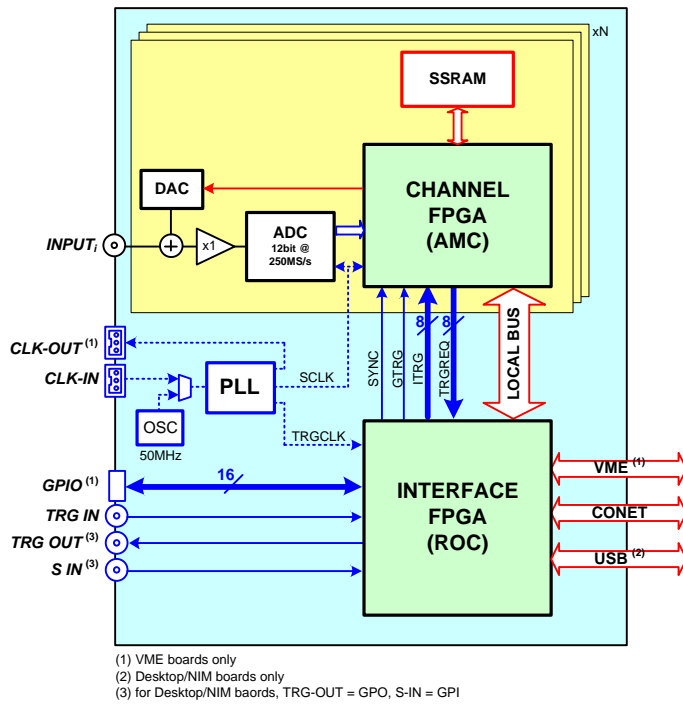 xN
SSRAM
DAC
CHANNEL
FPGA
(AMC)
INPUTi
x1
ADC
12bit @
250MS/s
CLK-OUT (1)
CLK-IN
PLL
SCLK
OSC
50MHz
TRGCLK
SYNC
GTRG
8
ITRG
8
TRGREQ
LOCAL BUS
GPIO (1)
16
TRG IN
TRG OUT (3)
S IN (3)
INTERFACE
FPGA
(ROC)
VME (1)
CONET
USB (2)
(1) VME boards only
(2) Desktop/NIM boards only
(3) for Desktop/NIM baords, TRG-OUT = GPO, S-IN = GPI